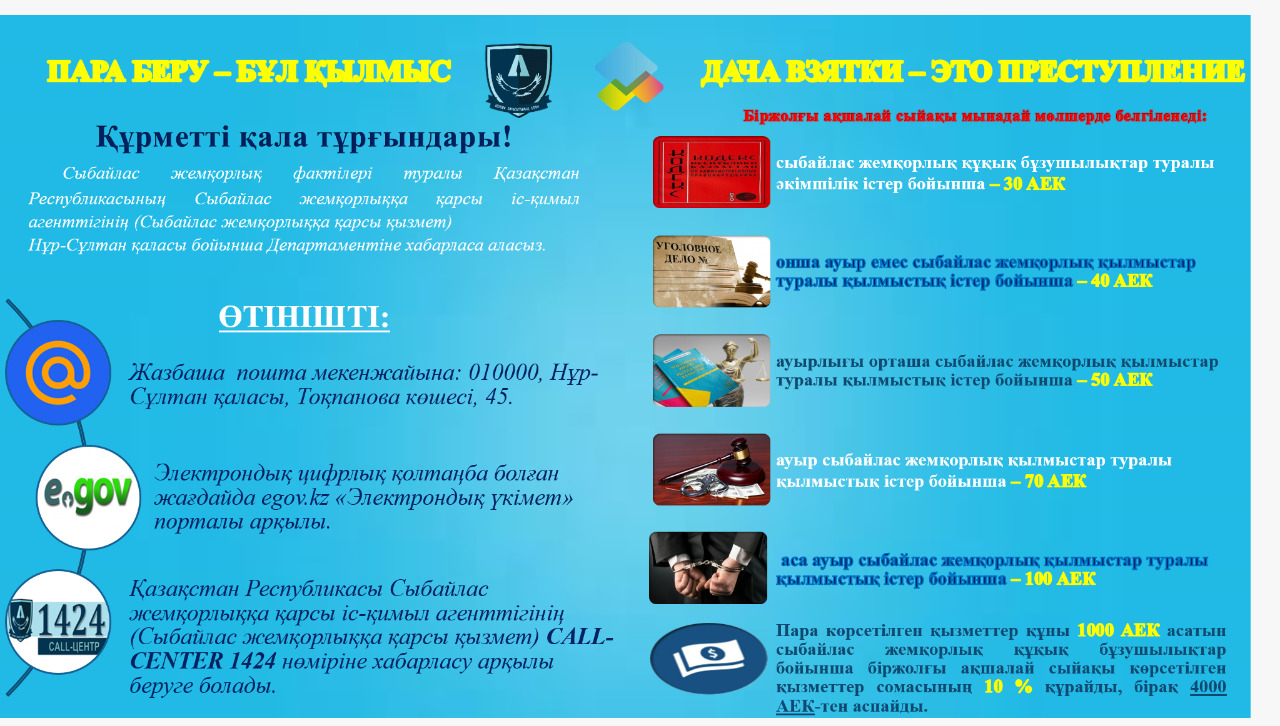 ПАРА БЕРУ – БҰЛ ҚЫЛМЫС
Құрметті қала тұрғындары!
Сыбайлас жемқорлық фактілері туралы Қазақстан
Республикасының Сыбайлас жемқорлыққа қарсы іс-қимыл
агенттігінің (Сыбайлас жемқорлыққа қарсы қызмет)
Нұр-Сұлтан қаласы бойынша Департаментіне хабарласа аласыз.
ӨТІНІШТІ:
Жазбаша пошта мекенжайына: 010000, Нұр-
Сұлтан қаласы, Тоқпанова көшесі, 45.
e.gov
Электрондық цифрлық қолтаңба болған
жағдайда egov.kz «Электрондық үкімет»
порталы арқылы.
1424
CALL-ЦЕНТР
Қазақстан Республикасы Сыбайлас
жемқорлыққа қарсы іс-қимыл агенттігінің
(Сыбайлас жемқорлыққа қарсы қызмет) CALL-
CENTER 1424 нөміріне хабарласу арқылы
беруге болады.
ДАЧА ВЗЯТКИ – ЭТО ПРЕСТУПЛЕНИЕ
Біржолғы ақшалай сыйақы мынадай мөлшерде белгіленеді:
КОДЕКС
КОДЕКС
сыбайлас жемқорлық құқық бұзушылықтар туралы
әкімшілік істер бойынша – 30 АЕК
УГОЛОВНОЕ
ДЕЛО №
онша ауыр емес сыбайлас жемқорлық қылмыстар
туралы қылмыстық істер бойынша – 40 АЕК
ауырлығы орташа сыбайлас жемқорлық қылмыстар
туралы қылмыстық істер бойынша – 50 АЕК
ауыр сыбайлас жемқорлық қылмыстар туралы
қылмыстық істер бойынша – 70 АЕК
аса ауыр сыбайлас жемқорлық қылмыстар туралы
қылмыстық істер бойынша – 100 АЕК
Пара көрсетілген қызметтер құны 1000 АЕК асатын
сыбайлас жемқорлық құқық бұзушылықтар
бойынша біржолғы ақшалай сыйақы көрсетілген
қызметтер сомасының 10 % құрайды, бірақ 4000
АЕК-тен аспайды.